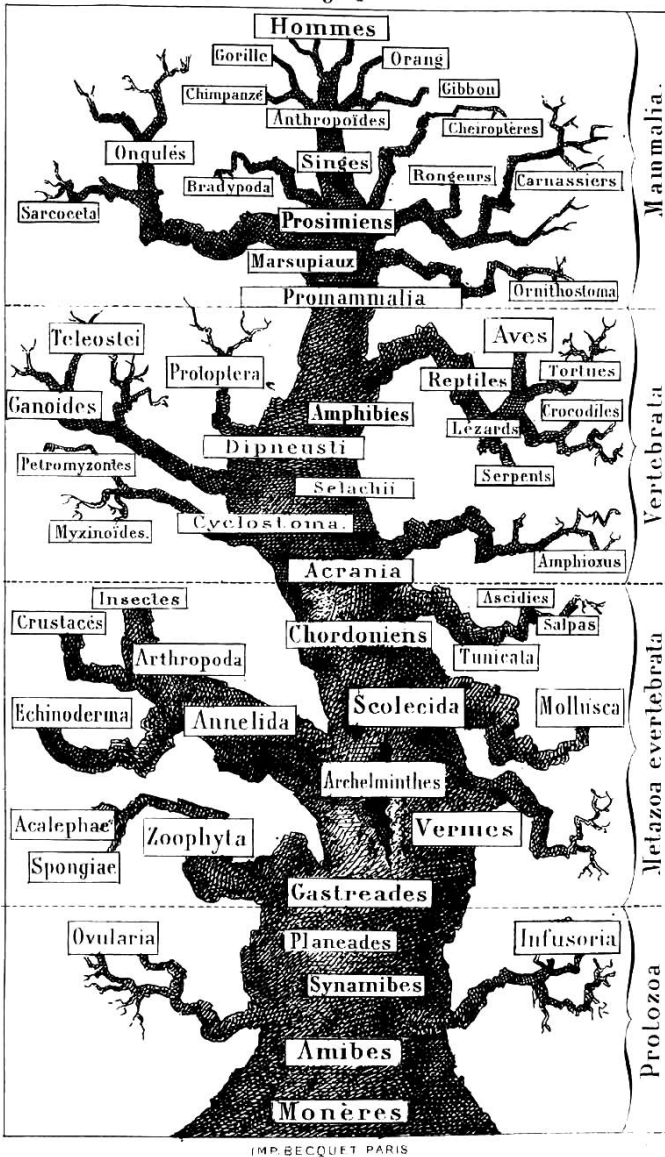 Hommes
Gorille
Orang
Chimpanzé
Gibbou
Anthropoïdes
Cheiroptères
Ongulés
Singes
Rongeurs
Bradypoda
Carnassiers
Sarcoceta
Prosimiens
Marsupiaux
Promammalia
Ornithostoma
Mammalia.
Teleostei
Aves
Protoptera
Tortues
Reptiles
Ganoides
Amphibies
Crocodiles
Lézards
Dipneusti
Petromyzontes
Serpents
Selachii
Cyclostoma.
Myxinoïdes.
Amphioxus
Acrania
Vertebrata
Insectes
Ascidies
Crustacés
Salpas
Chordoniens
Arthropoda
Tunicata
Scolecida
Mollusca
Echinoderma
Annelida
Archelminthes
Acalephae
Vermes
Zoophyta
Spongiae
Gastreades
Metazoa evertebrata
Ovularia
Planeades
Infusoria
Synamibes
Amibes
Monères
Protozoa
IMP. BECQUET PARIS